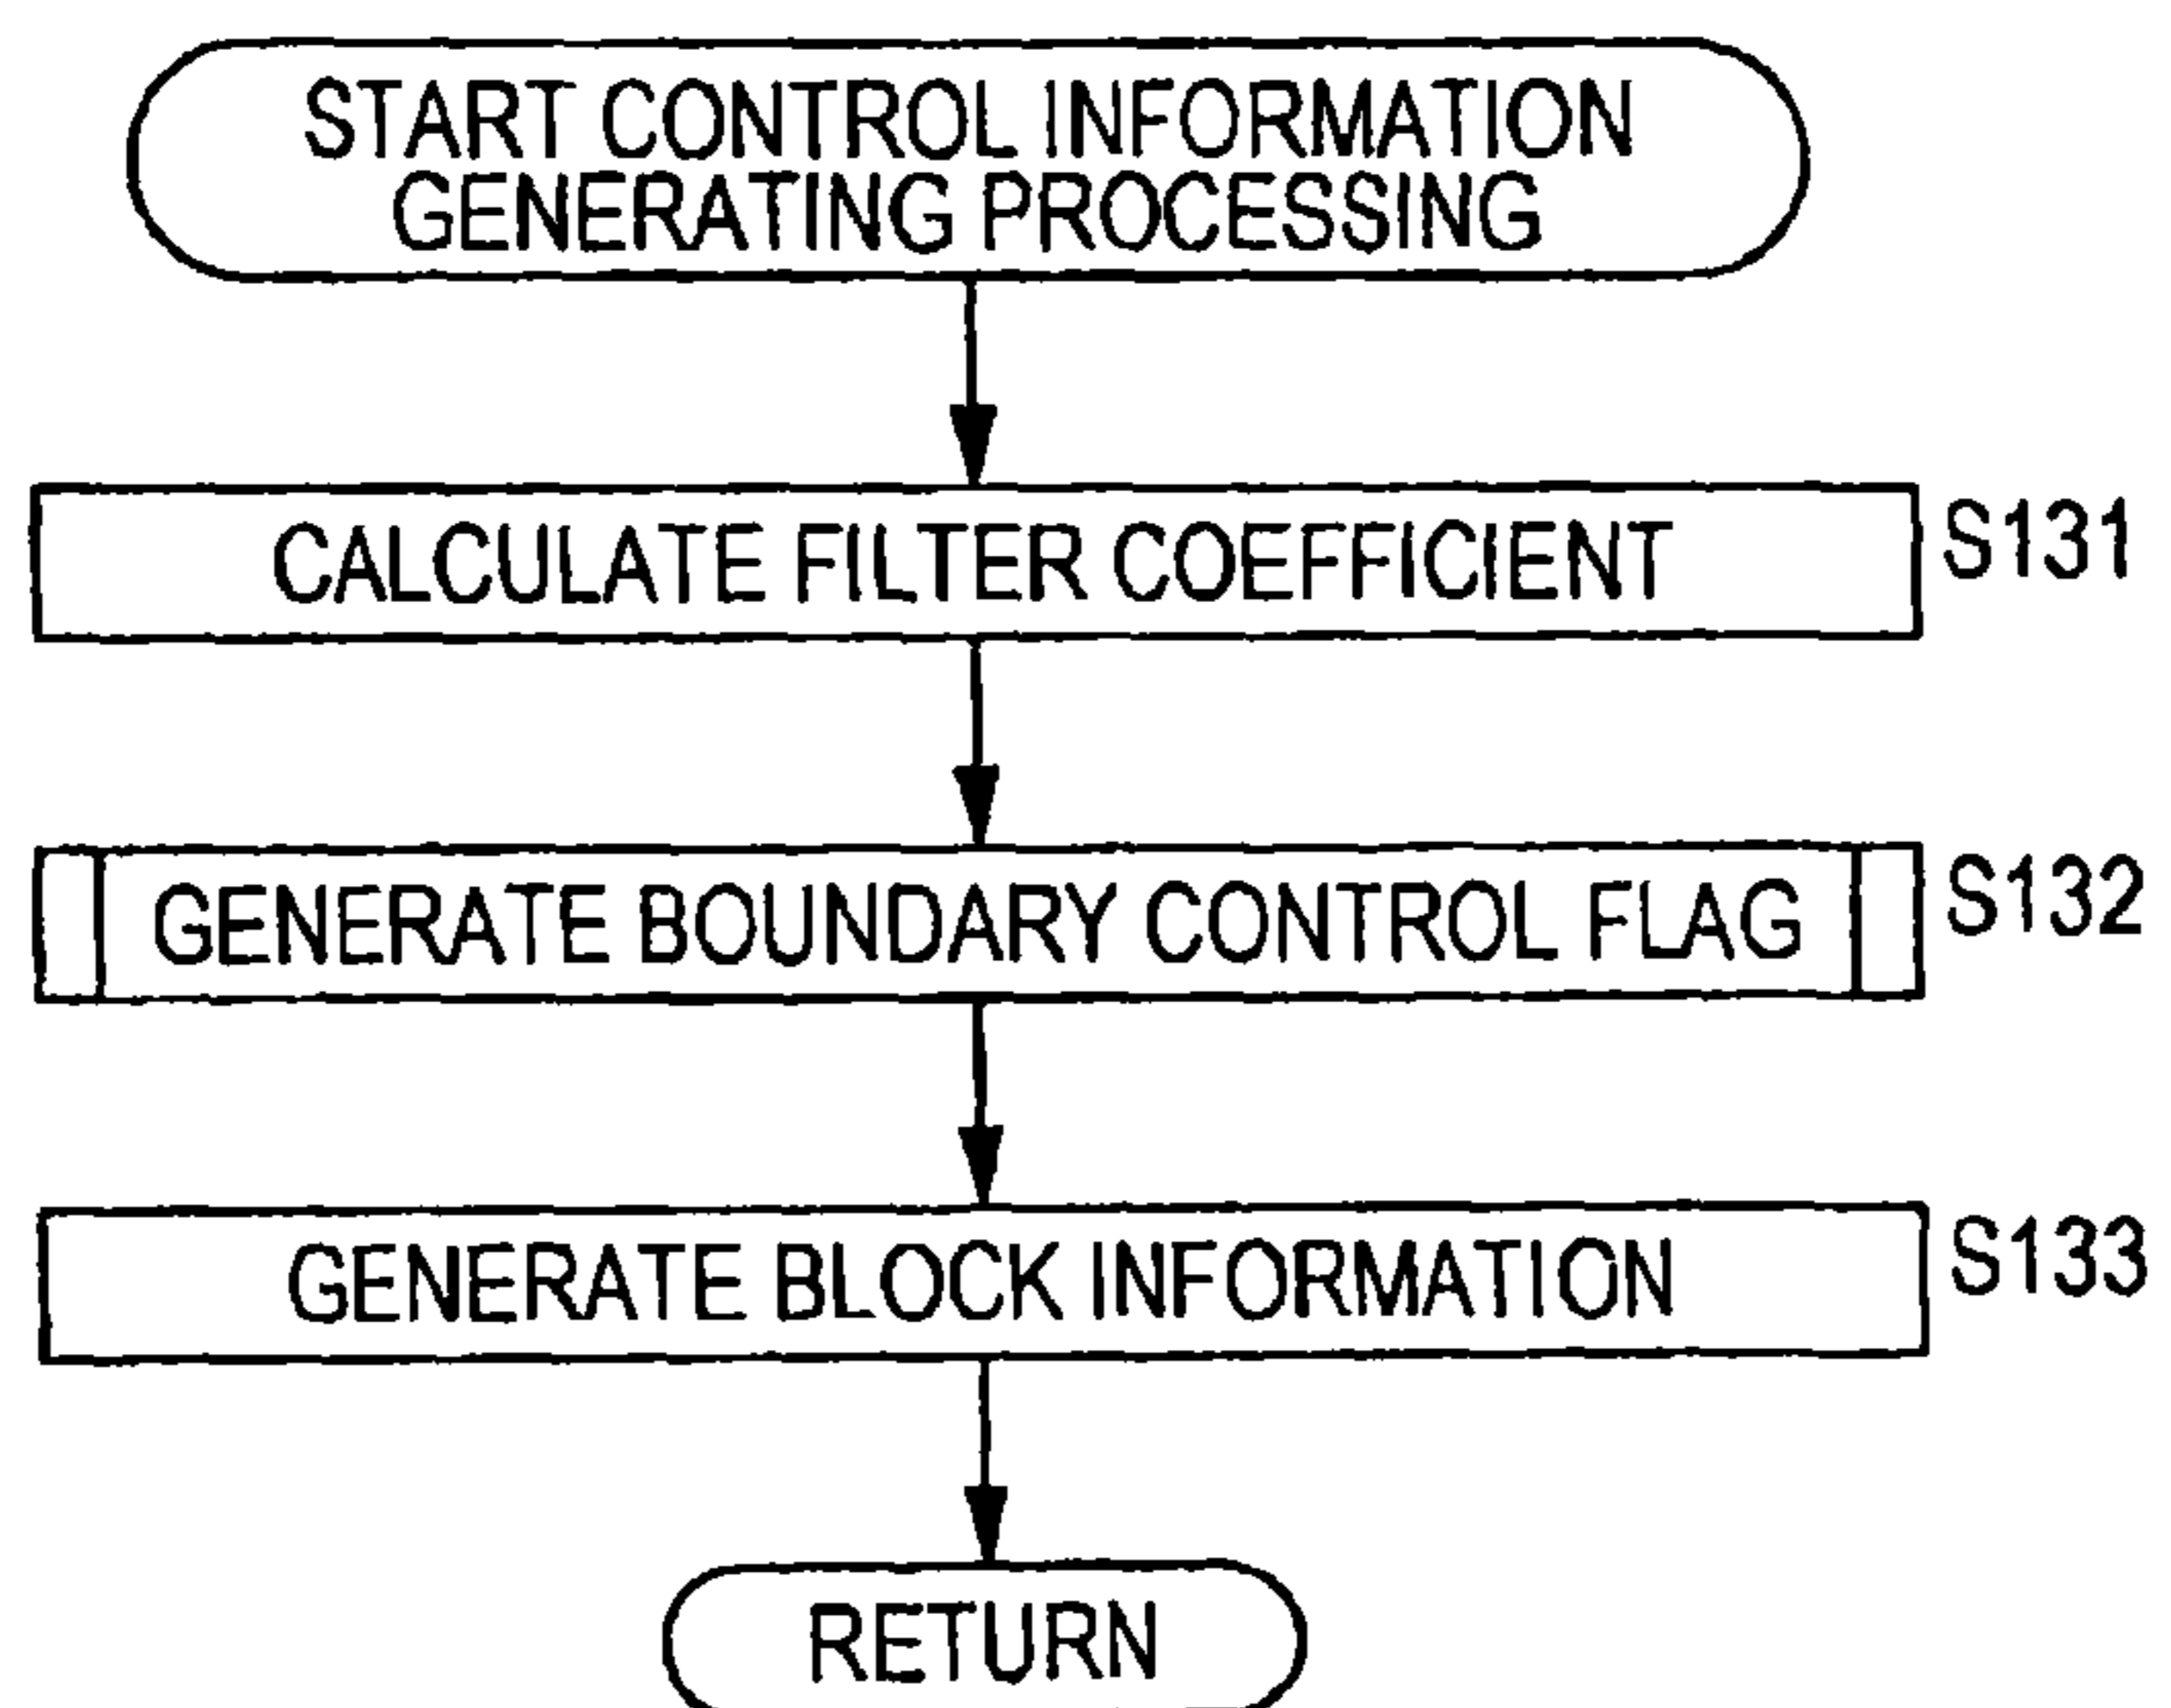 START CONTROL INFORMATION
GENERATING PROCESSING
CALCULATE FILTER COEFFICIENT
S131
GENERATE BOUNDARY CONTROL FLAG
S132
GENERATE BLOCK INFORMATION
S133
RETURN